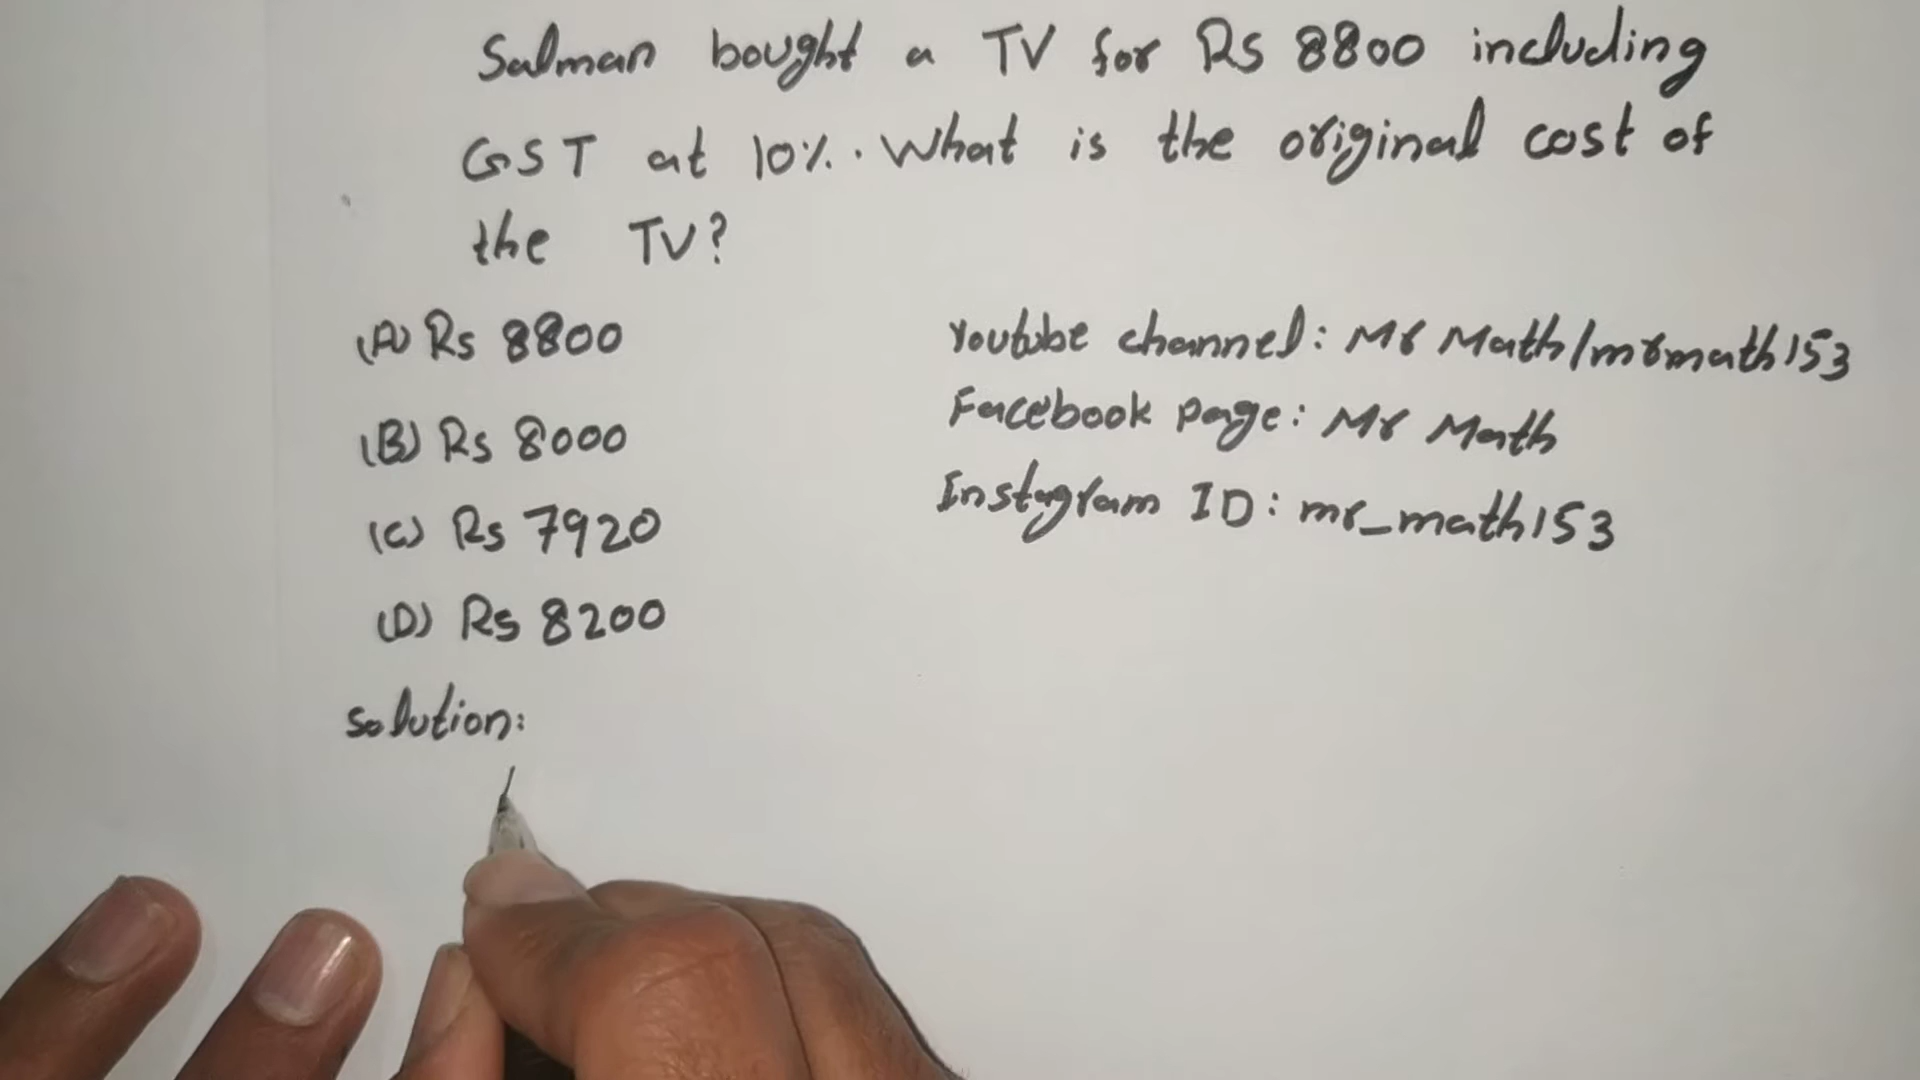 Salman bought a TV for Rs 8800 including
GST at 10%. What is the original cost of
the TV?
(A) Rs 8800
(B) Rs 8000
(C) Rs 7920
(D) Rs 8200
Youtube channel: Mr Math/mrmath153
Facebook page: Mr Math
Instagram ID: mr_math153
solution: